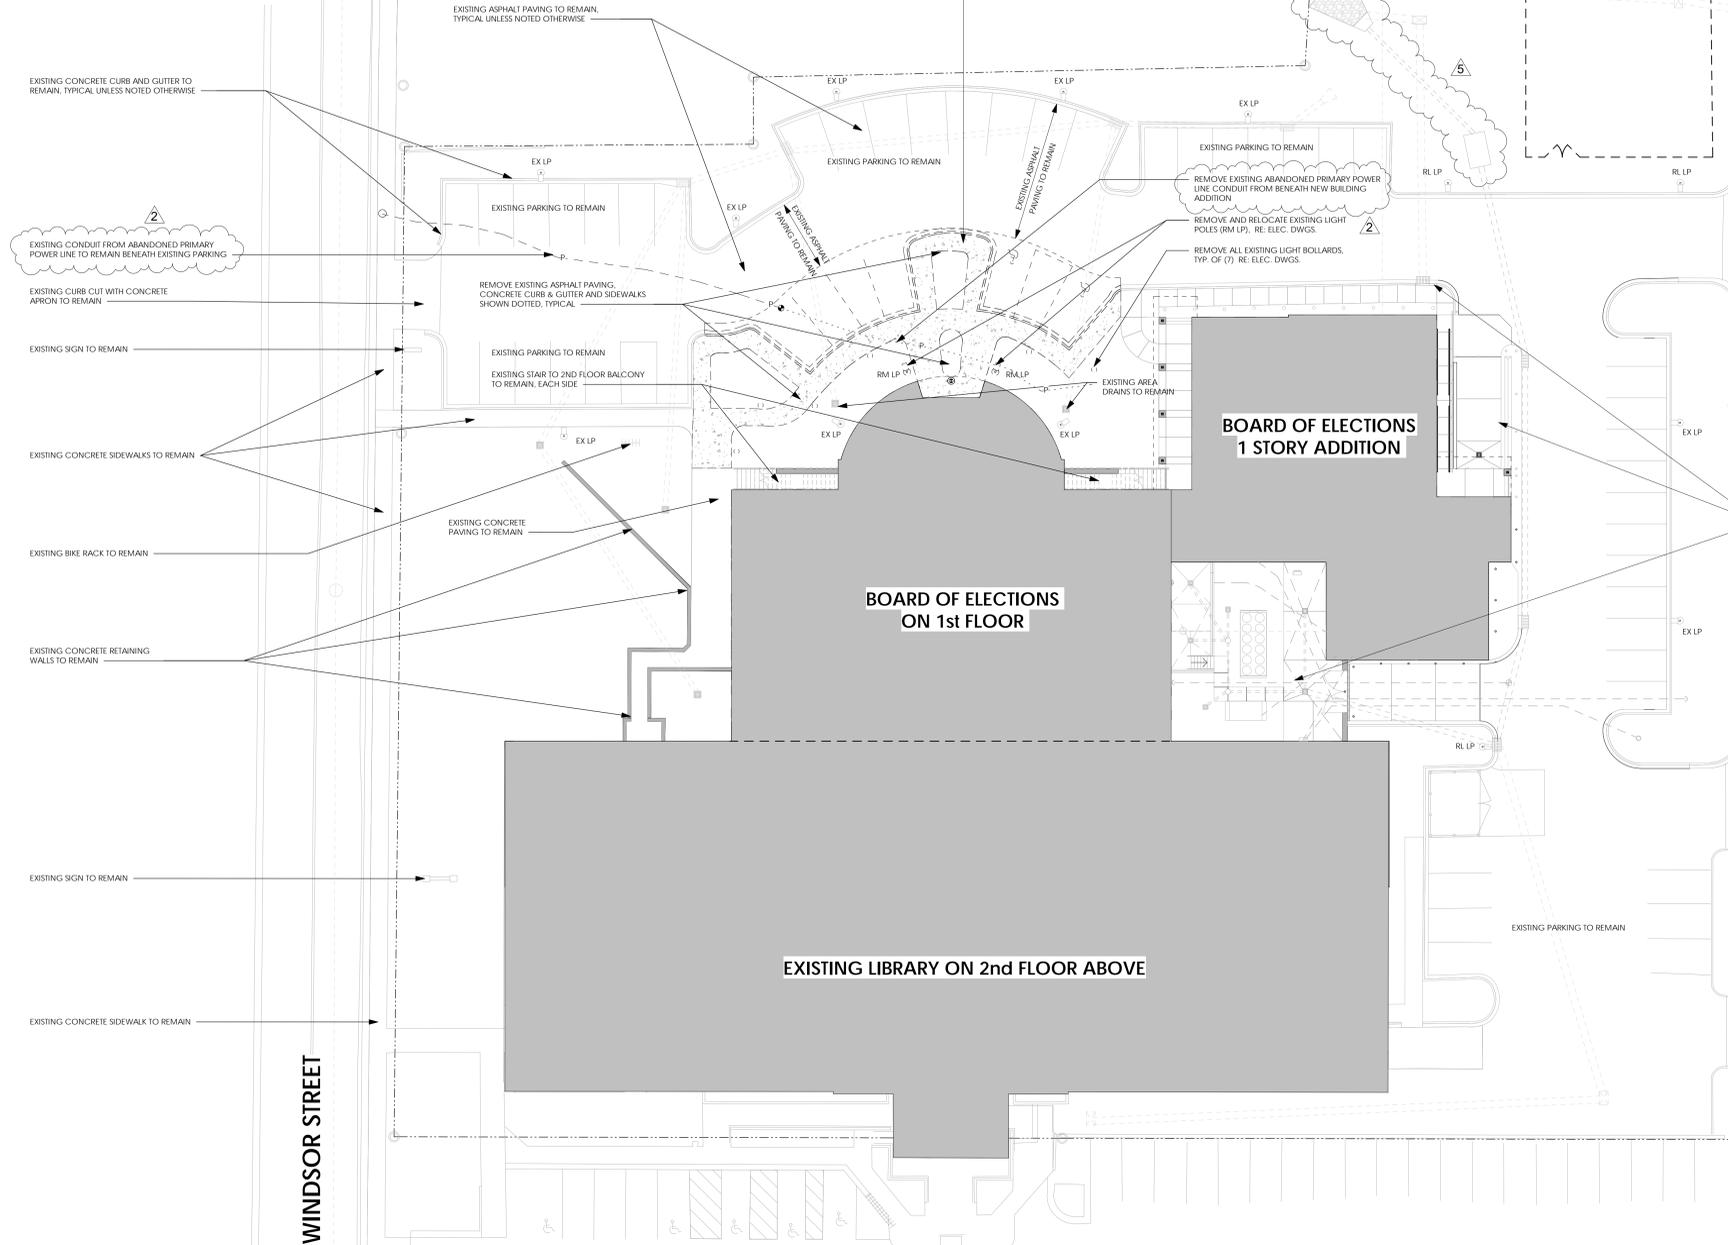 EXISTING ASPHALT PAVING TO REMAIN,
TYPICAL UNLESS NOTED OTHERWISE
EXISTING CONCRETE CURB AND GUTTER TO
REMAIN, TYPICAL UNLESS NOTED OTHERWISE
EX LP
EX LP
EX LP
5
EX LP
EXISTING PARKING TO REMAIN
EXISTING PARKING TO REMAIN
RL LP
RL LP
EXISTING ASPHALT
PAVING TO REMAIN
REMOVE EXISTING ABANDONED PRIMARY POWER
LINE CONDUIT FROM BENEATH NEW BUILDING
ADDITION
2
EXISTING PARKING TO REMAIN
EX LP
EXISTING ASPHALT
PAVING TO REMAIN
REMOVE AND RELOCATE EXISTING LIGHT
POLES (RM LP), RE: ELEC. DWGS.
2
EXISTING CONDUIT FROM ABANDONED PRIMARY
POWER LINE TO REMAIN BENEATH EXISTING PARKING
P
REMOVE ALL EXISTING LIGHT BOLLARDS,
TYP. OF (7) RE: ELEC. DWGS.
EXISTING CURB CUT WITH CONCRETE
APRON TO REMAIN
REMOVE EXISTING ASPHALT PAVING,
CONCRETE CURB & GUTTER AND SIDEWALKS
SHOWN DOTTED, TYPICAL
P
P
EXISTING SIGN TO REMAIN
EXISTING PARKING TO REMAIN
EXISTING STAIR TO 2ND FLOOR BALCONY
TO REMAIN, EACH SIDE
RM LP
RM LP
P
EXISTING AREA
DRAINS TO REMAIN
BOARD OF ELECTIONS
1 STORY ADDITION
EX LP
EX LP
EX LP
EX LP
EXISTING CONCRETE SIDEWALKS TO REMAIN
EXISTING CONCRETE
PAVING TO REMAIN
EXISTING BIKE RACK TO REMAIN
BOARD OF ELECTIONS
ON 1st FLOOR
EX LP
EXISTING CONCRETE RETAINING
WALLS TO REMAIN
RL LP
EXISTING SIGN TO REMAIN
EXISTING PARKING TO REMAIN
EXISTING LIBRARY ON 2nd FLOOR ABOVE
EXISTING CONCRETE SIDEWALK TO REMAIN
WINDSOR STREET